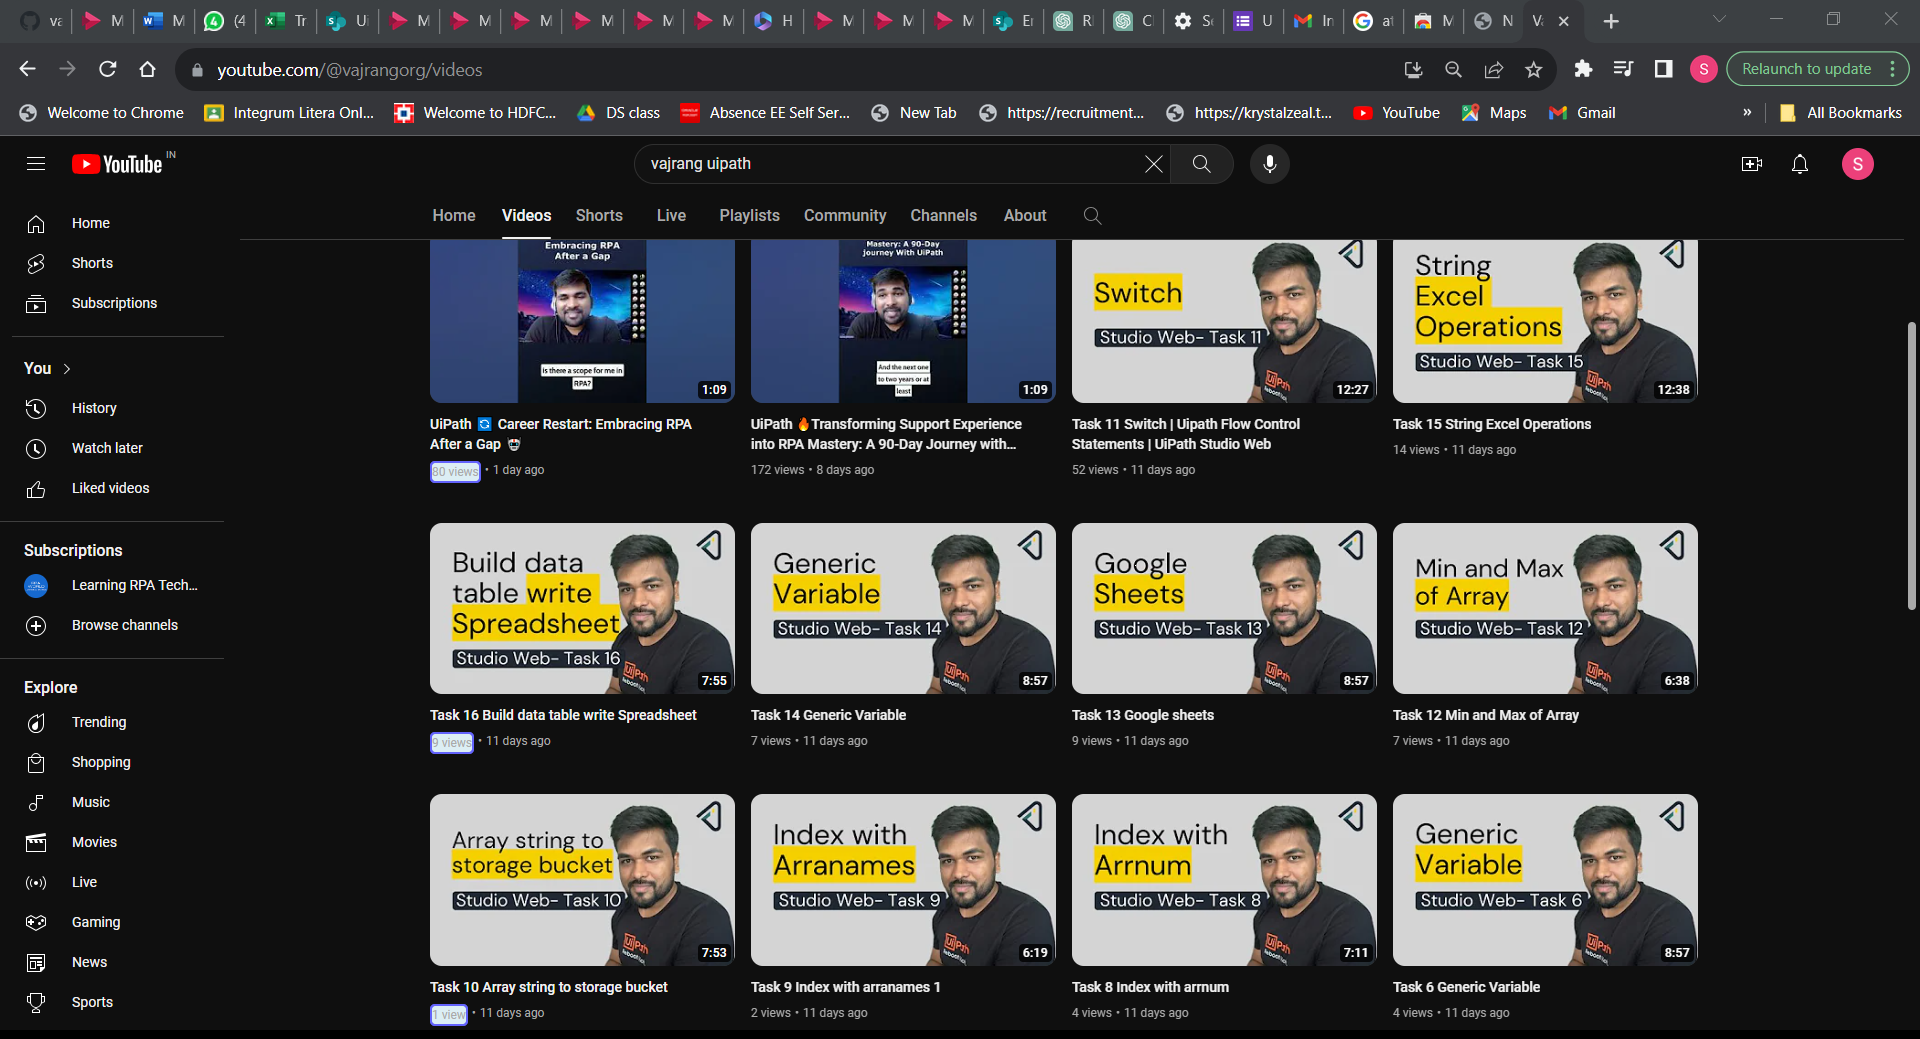 va
M
M
(4
Tr
Ui
M
M
M
M
M
M
H
M
M
M
Er
RI
Cl
Se
U
In
at
M
N
Va
youtube.com/@vajrangorg/videos
S
Relaunch to update
Welcome to Chrome
Integrum Litera Onl...
Welcome to HDFC...
DS class
Absence EE Self Ser...
New Tab
https://recruitment...
https://krystalzeal.t...
YouTube
Maps
Gmail
»
All Bookmarks
YouTube IN
vajrang uipath
S
Home
Videos
Shorts
Live
Playlists
Community
Channels
About
Home
Shorts
Subscriptions
You
History
Watch later
Liked videos
Subscriptions
Learning RPA Tech...
Browse channels
Explore
Trending
Shopping
Music
Movies
Live
Gaming
News
Sports
Embracing RPA
After a Gap
is there a scope for me in
RPA?
1:09
UiPath 🔄 Career Restart: Embracing RPA
After a Gap
80 views • 1 day ago
Mastery: A 90-Day
journey With UiPath
And the next one
to two years or at
least
1:09
UiPath 🔥Transforming Support Experience
into RPA Mastery: A 90-Day Journey with...
172 views • 8 days ago
Switch
Studio Web- Task 11
12:27
Task 11 Switch | Uipath Flow Control
Statements | UiPath Studio Web
52 views • 11 days ago
String
Excel
Operations
Studio Web- Task 15
12:38
Task 15 String Excel Operations
14 views • 11 days ago
Build data
table write
Spreadsheet
Studio Web- Task 16
UiPath
RebootWork
7:55
Task 16 Build data table write Spreadsheet
9 views • 11 days ago
Generic
Variable
Studio Web- Task 14
8:57
Task 14 Generic Variable
7 views • 11 days ago
Google
Sheets
Studio Web- Task 13
8:57
Task 13 Google sheets
9 views • 11 days ago
Min and Max
of Array
Studio Web- Task 12
6:38
Task 12 Min and Max of Array
7 views • 11 days ago
Array string to
storage bucket
Studio Web- Task 10
7:53
Task 10 Array string to storage bucket
1 view • 11 days ago
Index with
Arranames
Studio Web- Task 9
6:19
Task 9 Index with arranames 1
2 views • 11 days ago
Index with
Arrnum
Studio Web- Task 8
7:11
Task 8 Index with arrnum
4 views • 11 days ago
Generic
Variable
Studio Web- Task 6
8:57
Task 6 Generic Variable
4 views • 11 days ago